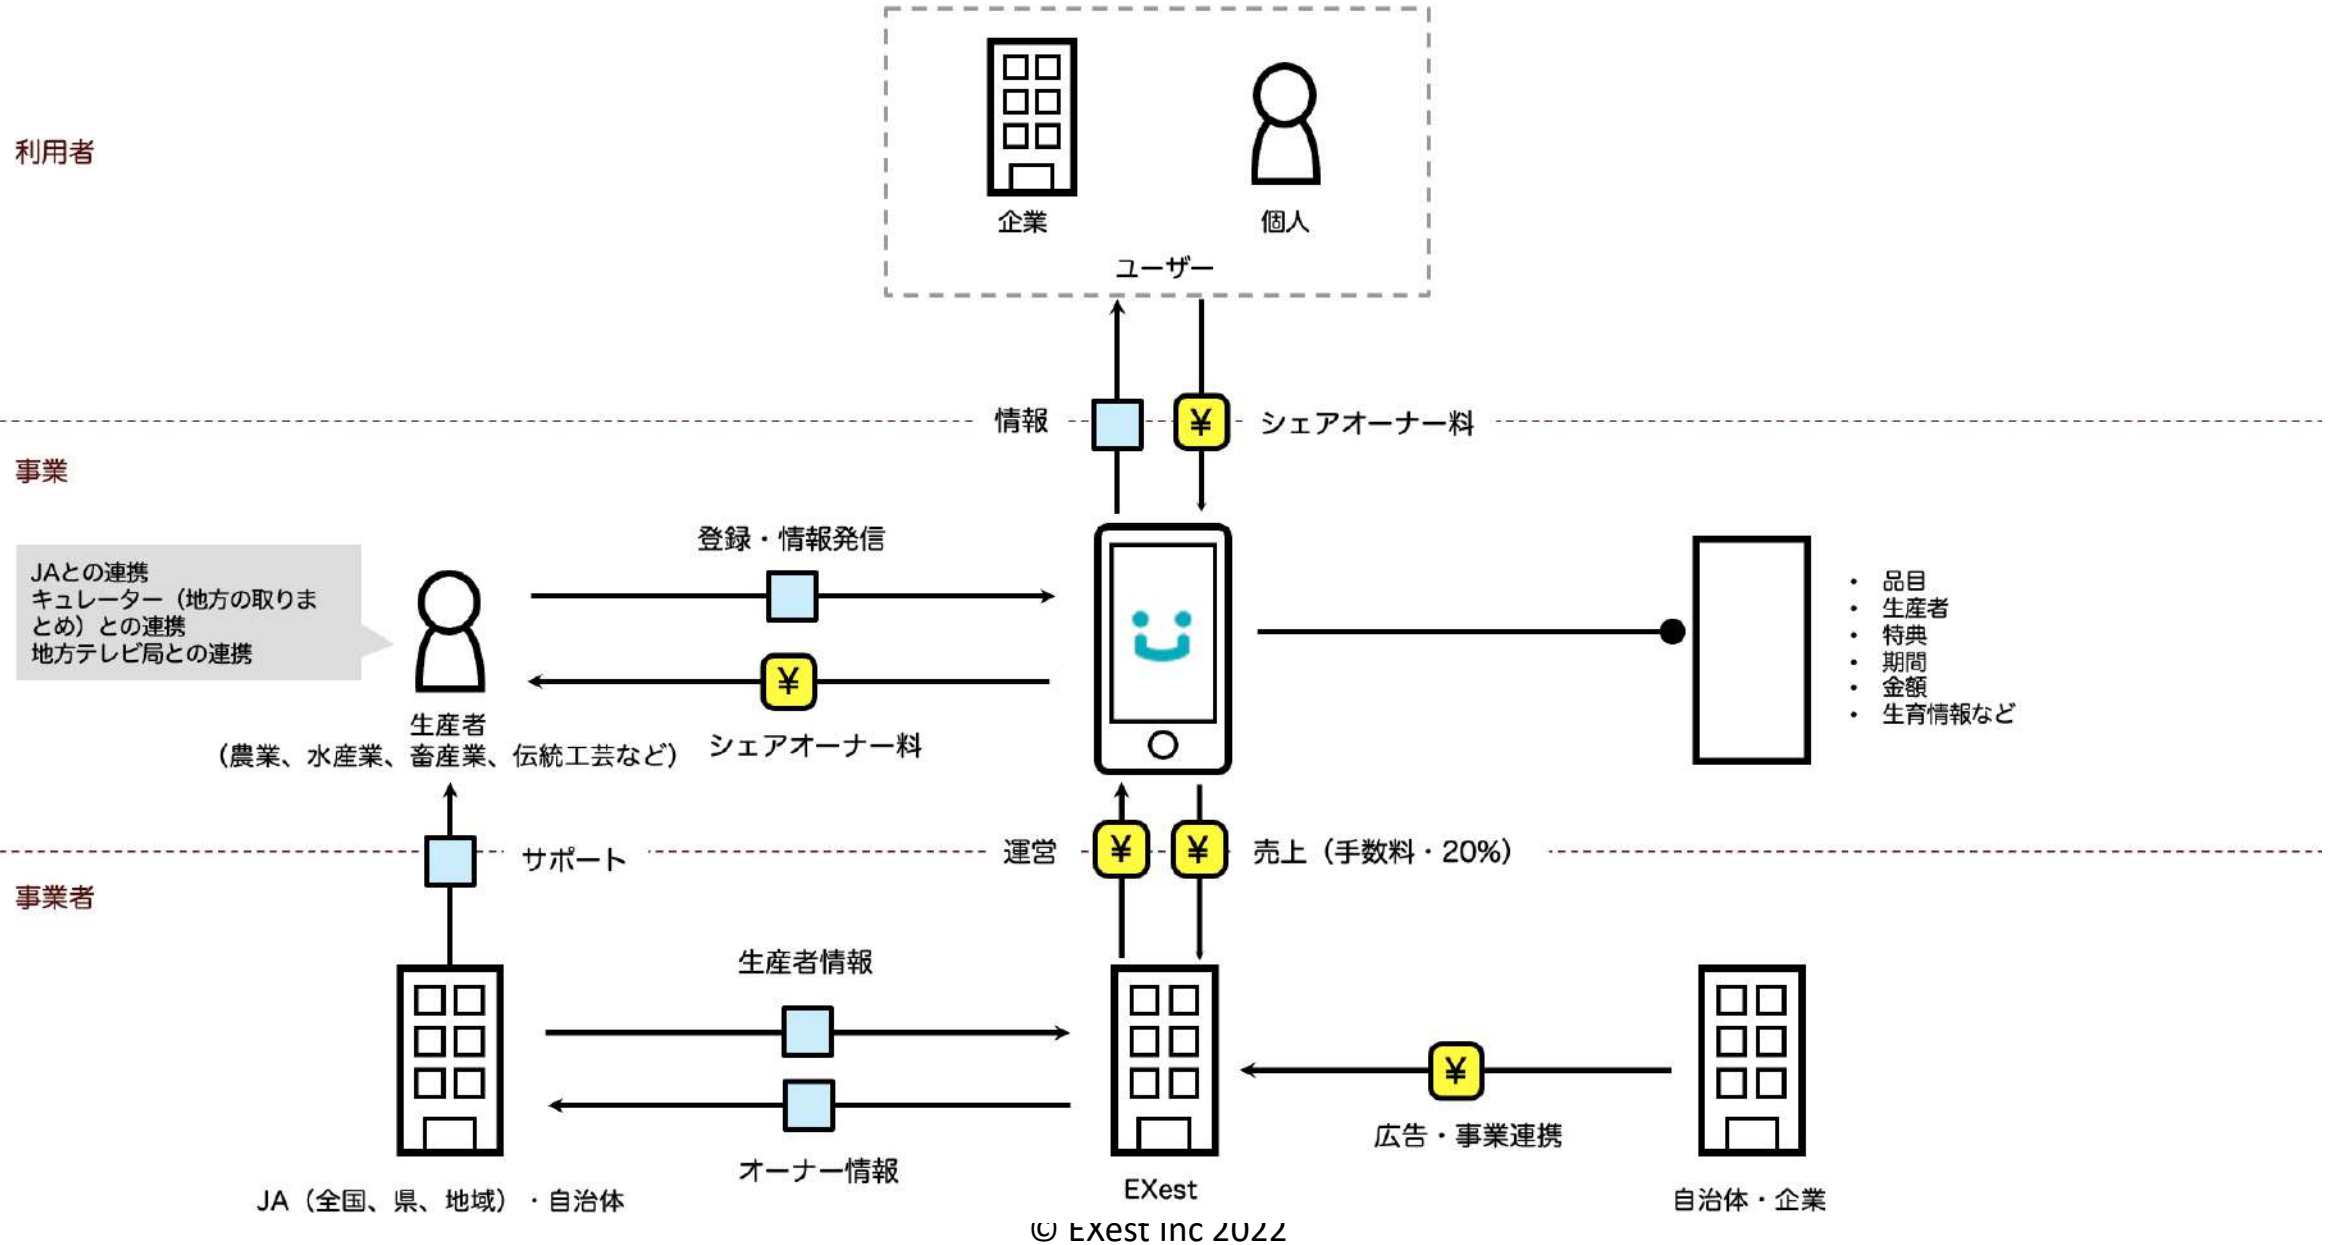 利用者
企業
個人
ユーザー
情報
¥
シェアオーナー料
事業
JAとの連携
キュレーター（地方の取りま
とめ）との連携
地方テレビ局との連携
登録・情報発信
¥
シェアオーナー料
生産者
（農業、水産業、畜産業、伝統工芸など）
• 品目
• 生産者
• 特典
• 期間
• 金額
• 生育情報など
サポート
運営
¥
¥
売上（手数料・20%）
事業者
生産者情報
オーナー情報
¥
広告・事業連携
JA（全国、県、地域）・自治体
EXest
自治体・企業
© EXest Inc 2022